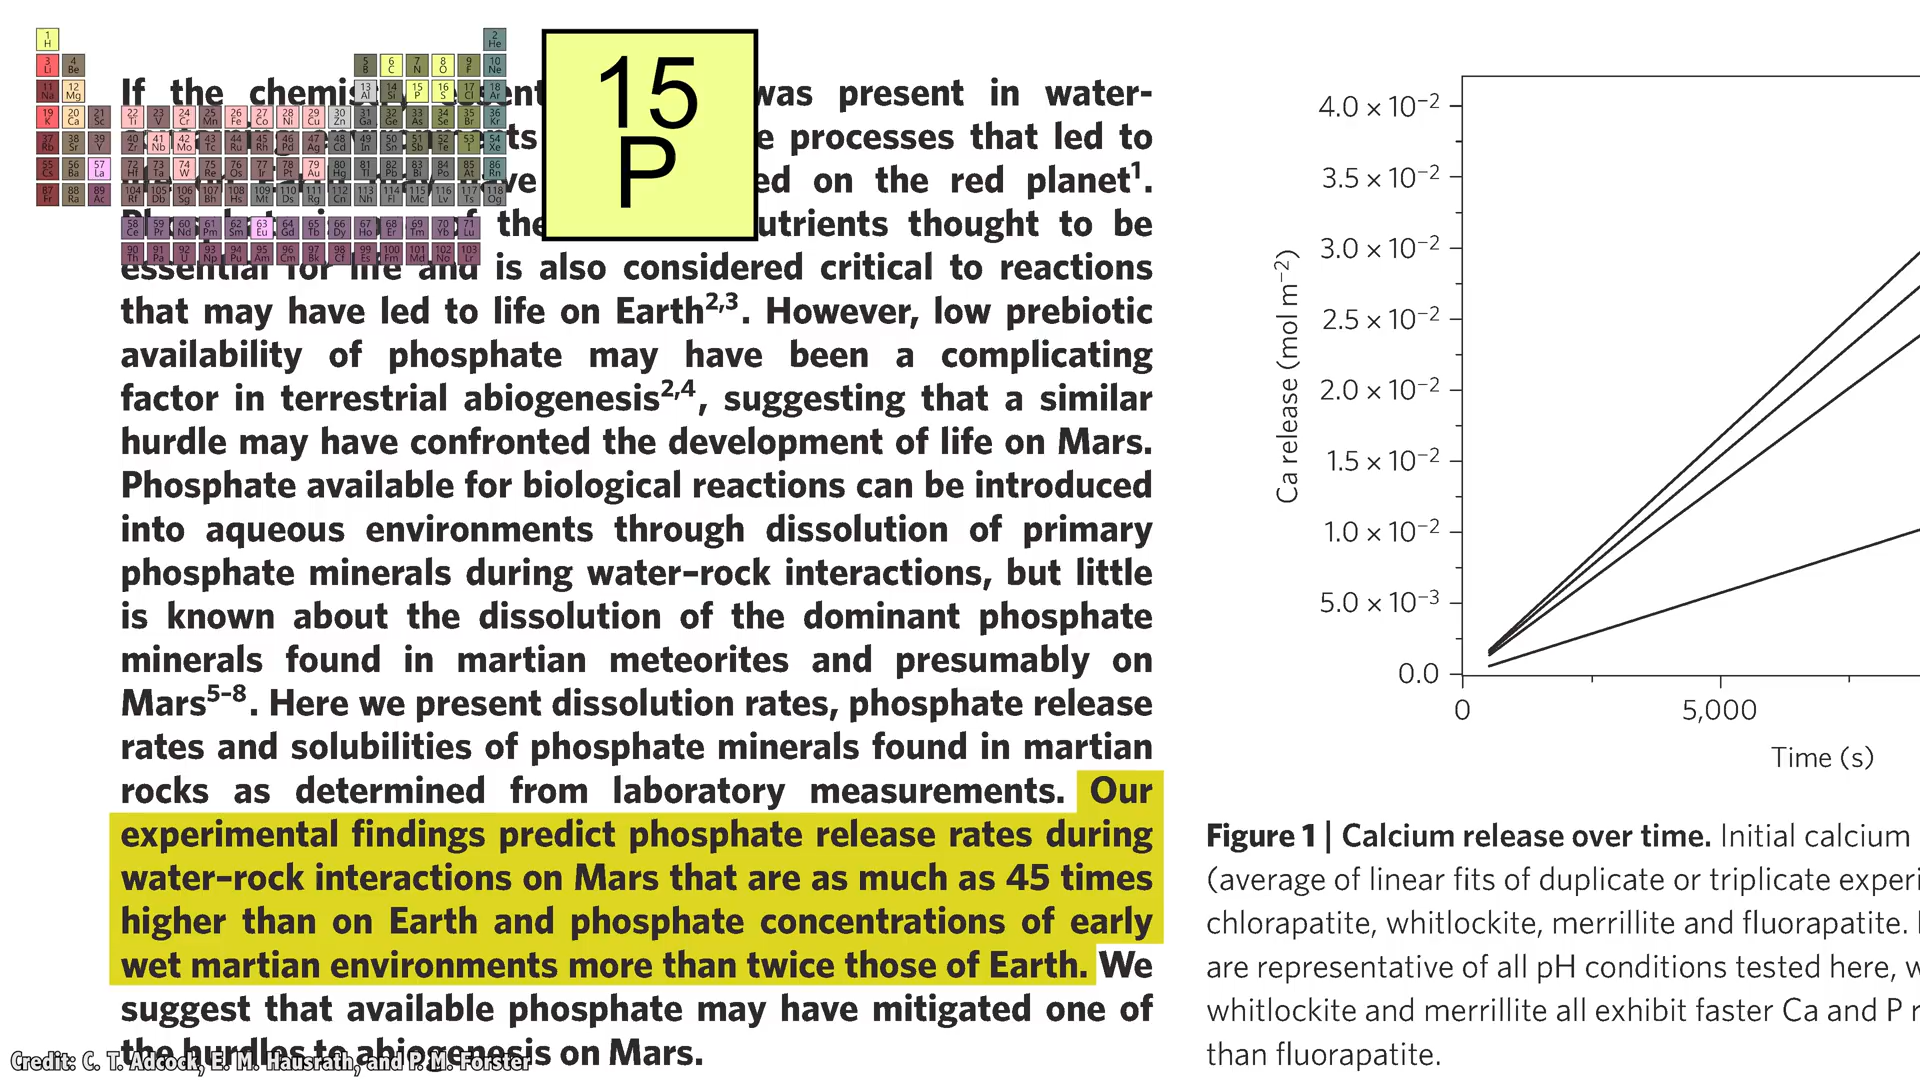 15
P
If the chem
was present in water-
ts
e processes that led to
ve
ed on the red planet1.
the
utrients thought to be
essential for life and is also considered critical to reactions
that may have led to life on Earth2,3. However, low prebiotic
availability of phosphate may have been a complicating
factor in terrestrial abiogenesis2,4, suggesting that a similar
hurdle may have confronted the development of life on Mars.
Phosphate available for biological reactions can be introduced
into aqueous environments through dissolution of primary
phosphate minerals during water–rock interactions, but little
is known about the dissolution of the dominant phosphate
minerals found in martian meteorites and presumably on
Mars5–8. Here we present dissolution rates, phosphate release
rates and solubilities of phosphate minerals found in martian
rocks as determined from laboratory measurements. Our
experimental findings predict phosphate release rates during
water–rock interactions on Mars that are as much as 45 times
higher than on Earth and phosphate concentrations of early
wet martian environments more than twice those of Earth. We
suggest that available phosphate may have mitigated one of
the hurdles to abiogenesis on Mars.
Credit: C. T. Adcock, E. M. Hausrath, and P. M. Forster
Ca release (mol m−2)
4.0 × 10−2
3.5 × 10−2
3.0 × 10−2
2.5 × 10−2
2.0 × 10−2
1.5 × 10−2
1.0 × 10−2
5.0 × 10−3
0.0
0 5,000
Time (s)
Figure 1 | Calcium release over time. Initial calcium
(average of linear fits of duplicate or triplicate experi
chlorapatite, whitlockite, merrillite and fluorapatite.
are representative of all pH conditions tested here, w
whitlockite and merrillite all exhibit faster Ca and P r
than fluorapatite.